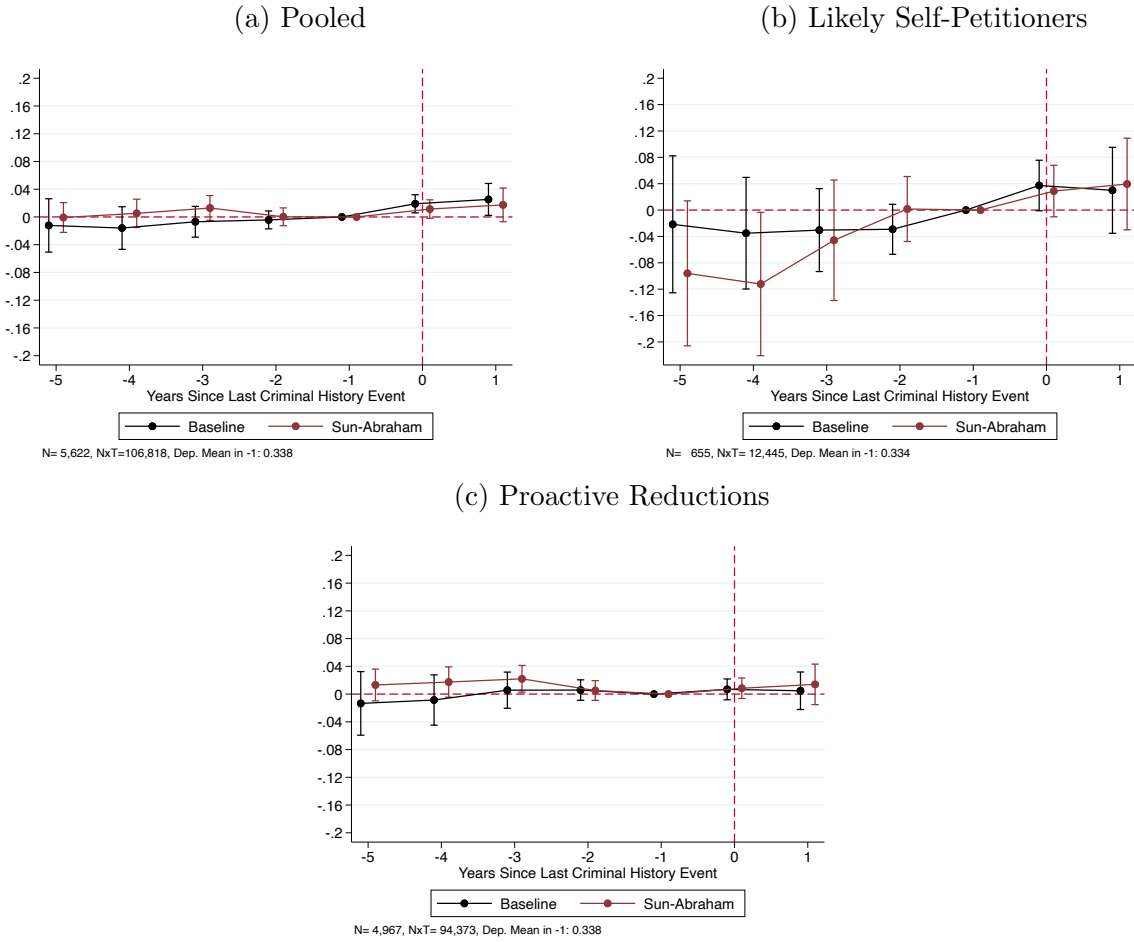 (a) Pooled
.2
.16
.12
.08
.04
0
-.04
-.08
-.12
-.16
-.2
-5 -4 -3 -2 -1 0 1
Years Since Last Criminal History Event
Baseline Sun-Abraham
N= 5,622, NxT=106,818, Dep. Mean in -1: 0.338
(b) Likely Self-Petitioners
.2
.16
.12
.08
.04
0
-.04
-.08
-.12
-.16
-.2
-5 -4 -3 -2 -1 0 1
Years Since Last Criminal History Event
Baseline Sun-Abraham
N= 655, NxT= 12,445, Dep. Mean in -1: 0.334
(c) Proactive Reductions
.2
.16
.12
.08
.04
0
-.04
-.08
-.12
-.16
-.2
-5 -4 -3 -2 -1 0 1
Years Since Last Criminal History Event
Baseline Sun-Abraham
N= 4,967, NxT= 94,373, Dep. Mean in -1: 0.338